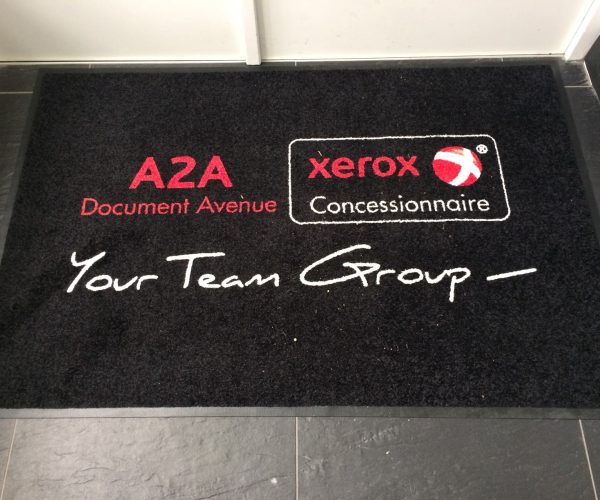 A2A
Document Avenue
xerox ®
Concessionnaire
Your Team Group —